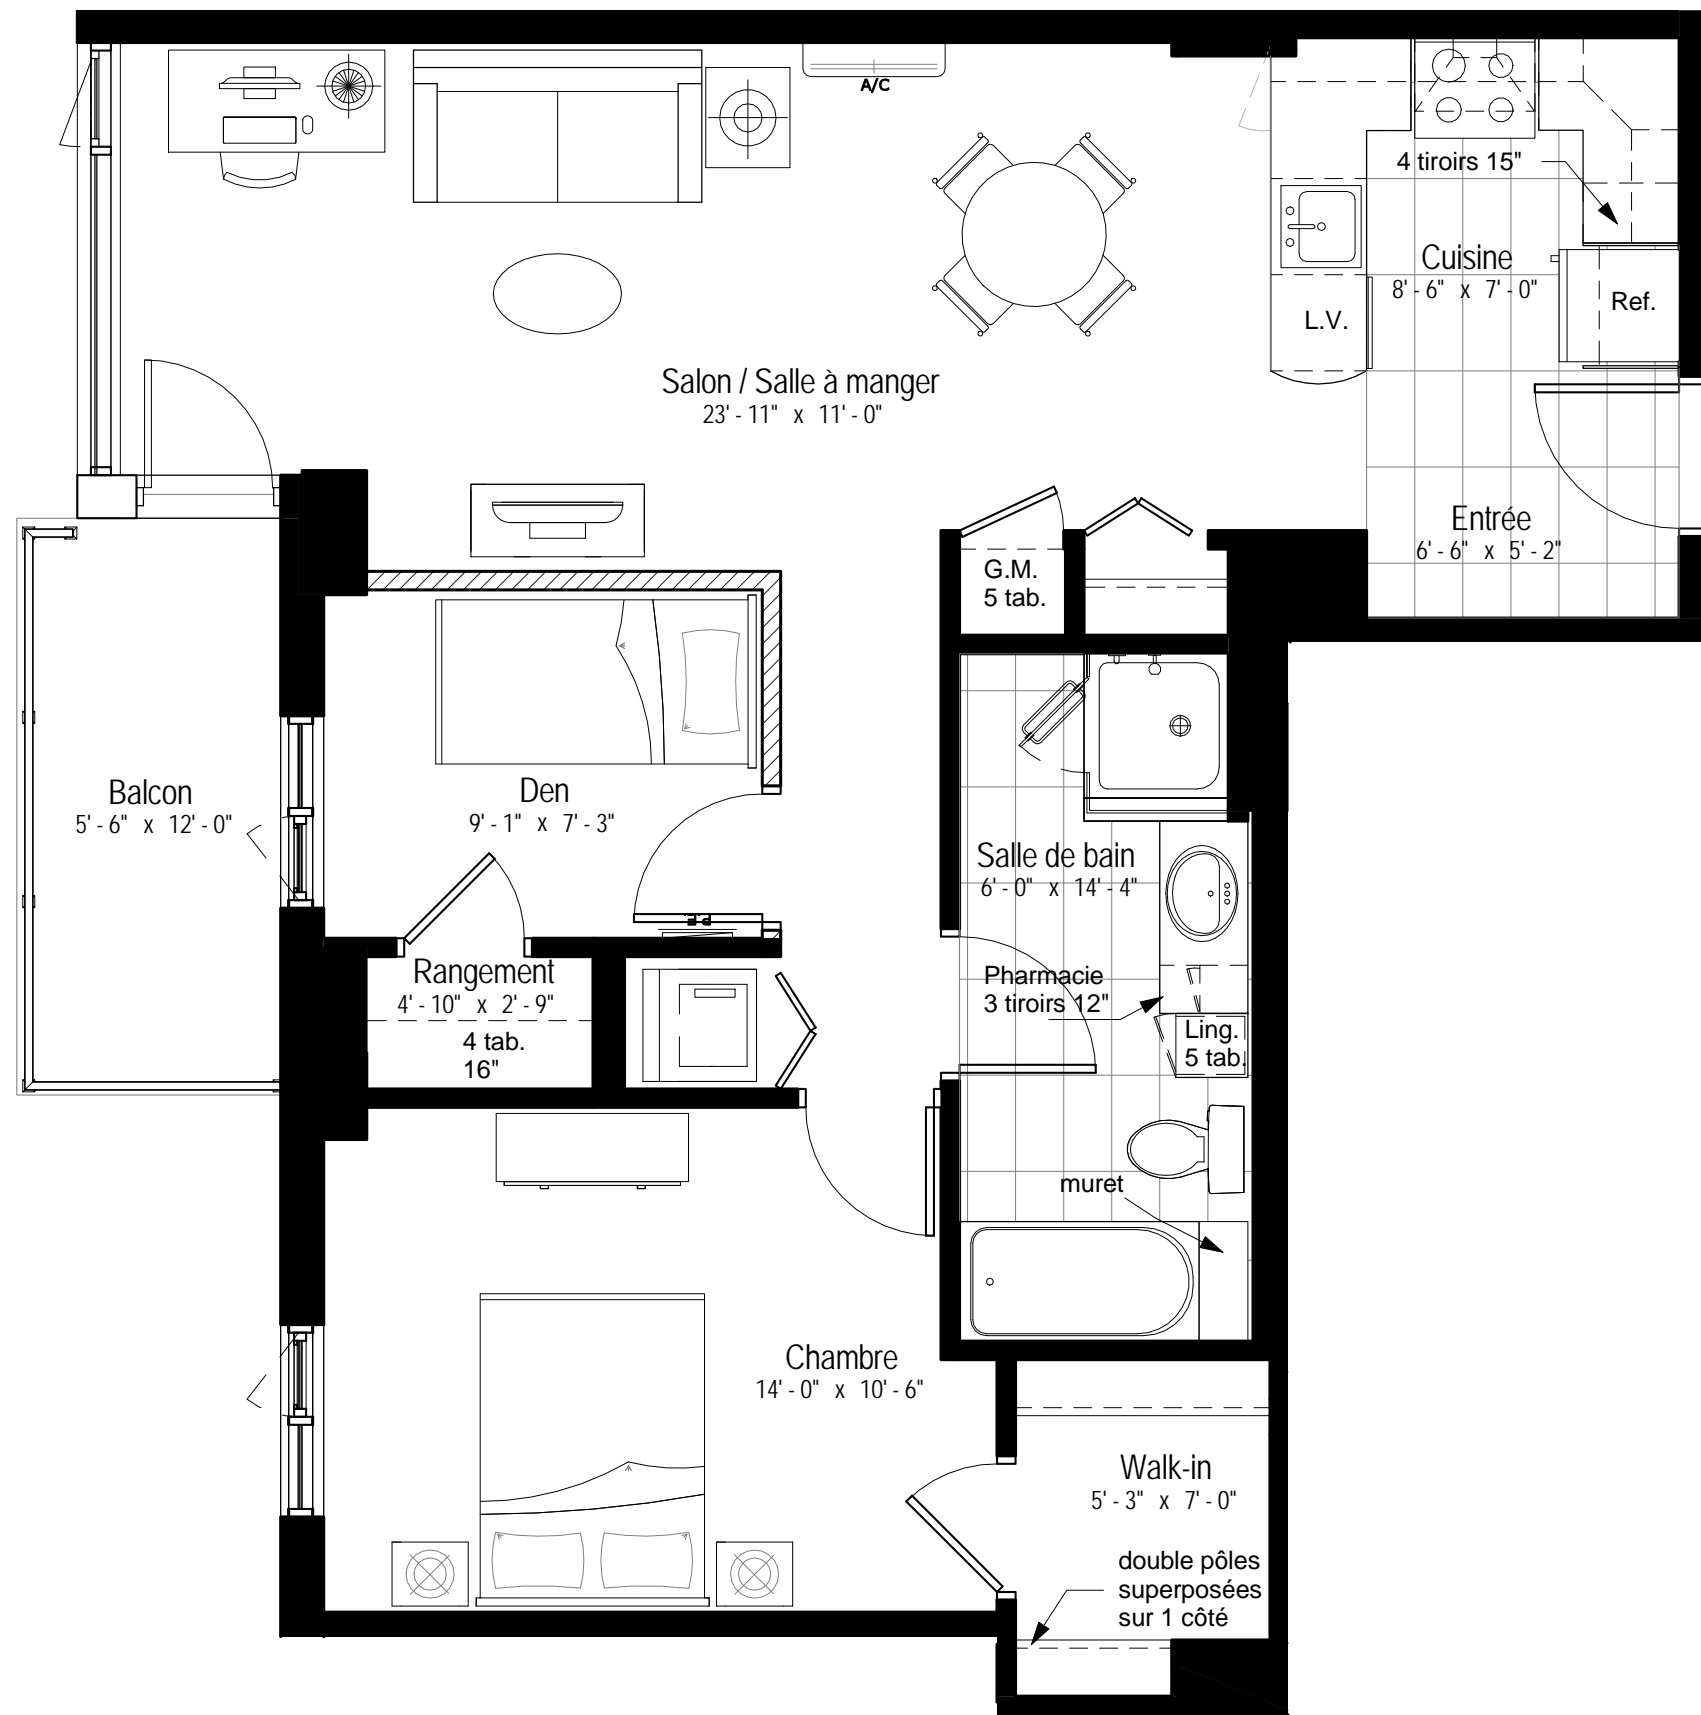 A/C
4 tiroirs 15"
Cuisine
8' - 6" x 7' - 0"
Ref.
L.V.
Salon / Salle à manger
23' - 11" x 11' - 0"
Entrée
6' - 6" x 5' - 2"
G.M.
5 tab.
Balcon
5' - 6" x 12' - 0"
Den
9' - 1" x 7' - 3"
Salle de bain
6' - 0" x 14' - 4"
P.E.
Rangement
4' - 10" x 2' - 9"
4 tab.
16"
Pharmacie
3 tiroirs 12"
Ling.
5 tab.
muret
Chambre
14' - 0" x 10' - 6"
Walk-in
5' - 3" x 7' - 0"
double pôles
superposées
sur 1 côté